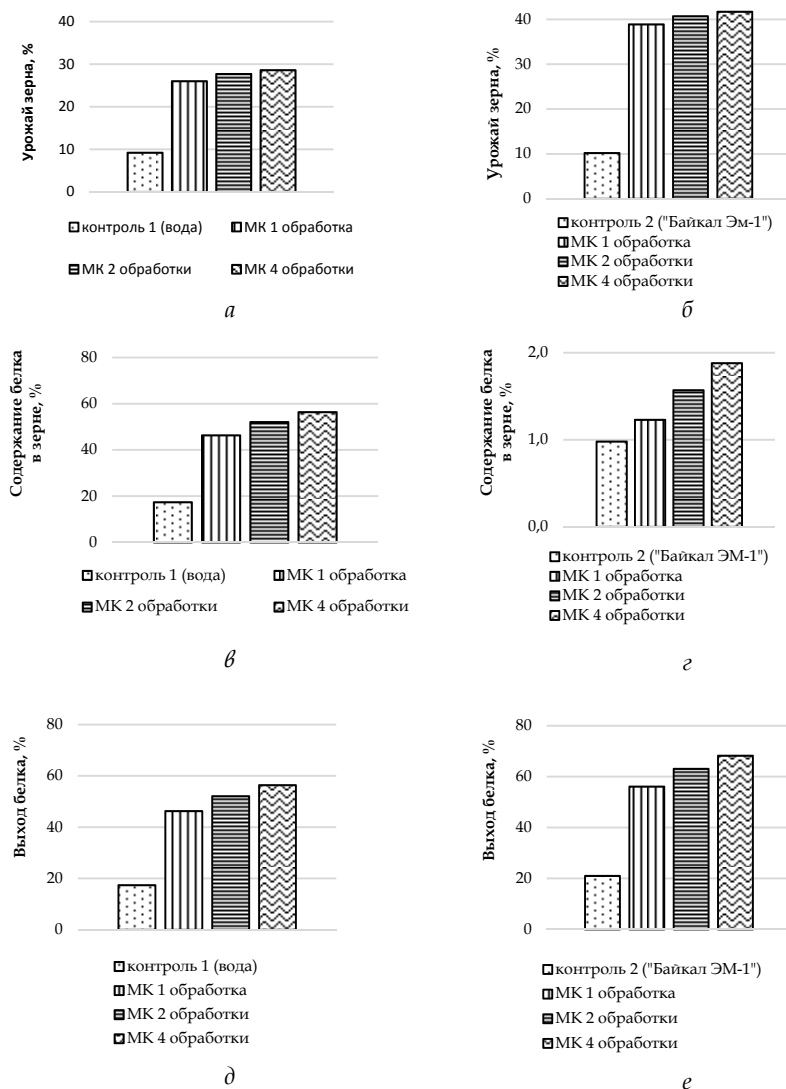 Урожай зерна, %
40
30
20
10
0
контроль 1 (вода) МК 1 обработка
МК 2 обработки МК 4 обработки
а
Урожай зерна, %
40
30
20
10
0
контроль 2 ("Байкал Эм-1")
МК 1 обработка
МК 2 обработки
МК 4 обработки
б
Содержание белка
в зерне, %
80
60
40
20
0
контроль 1 (вода) МК 1 обработка
МК 2 обработки МК 4 обработки
в
Содержание белка
в зерне, %
2,0
1,0
0,0
контроль 2 ("Байкал ЭМ-1")
МК 1 обработка
МК 2 обработки
МК 4 обработки
г
Выход белка, %
80
60
40
20
0
контроль 1 (вода)
МК 1 обработка
МК 2 обработки
МК 4 обработки
д
Выход белка, %
80
60
40
20
0
контроль 2 ("Байкал ЭМ-1")
МК 1 обработка
МК 2 обработки
МК 4 обработки
е